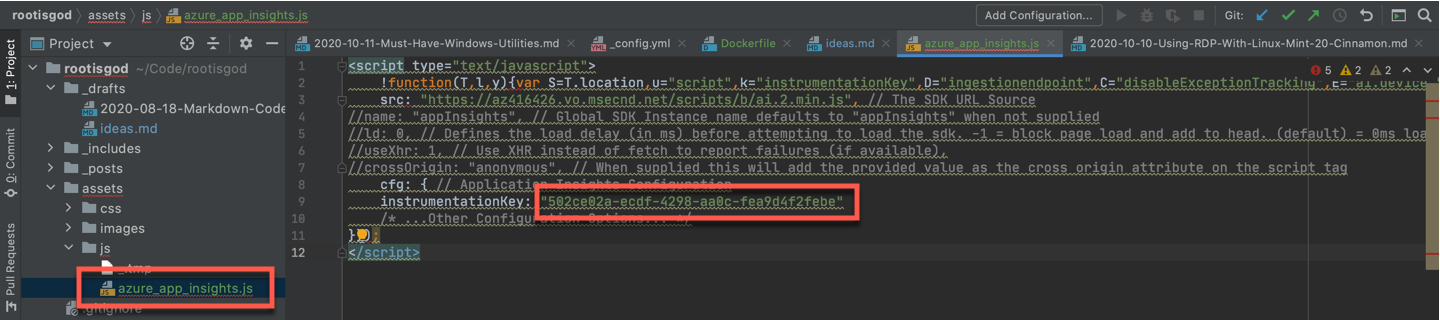 rootisgod 〉 assets 〉 js 〉 azure_app_insights.js
Add Configuration...
Git:
1: Project
0: Commit
Pull Requests
Project
rootisgod ~/Code/rootisgod
_drafts
2020-08-18-Markdown-Code
ideas.md
_includes
_posts
assets
css
images
js
_tmp
azure_app_insights.js
.gitignore
2020-10-11-Must-Have-Windows-Utilities.md
_config.yml
Dockerfile
ideas.md
azure_app_insights.js
2020-10-10-Using-RDP-With-Linux-Mint-20-Cinnamon.md
5 2 2
1 <script type="text/javascript">
2 !function(T,l,y){var S=T.location,u="script",k="instrumentationKey",D="ingestionendpoint",C="disableExceptionTracking",E="ai.device
3 src: "https://az416426.vo.msecnd.net/scripts/b/ai.2.min.js", // The SDK URL Source
4 //name: "appInsights", // Global SDK Instance name defaults to "appInsights" when not supplied
5 //ld: 0, // Defines the load delay (in ms) before attempting to load the sdk. -1 = block page load and add to head. (default) = 0ms loa
6 //useXhr: 1, // Use XHR instead of fetch to report failures (if available),
7 //crossOrigin: "anonymous", // When supplied this will add the provided value as the cross origin attribute on the script tag
8 cfg: { // Application Insights Configuration
9 instrumentationKey: "502ce02a-ecdf-4298-aa0c-fea9d4f2febe"
10 /* ...Other Configuration Options... */
11 }});
12 </script>